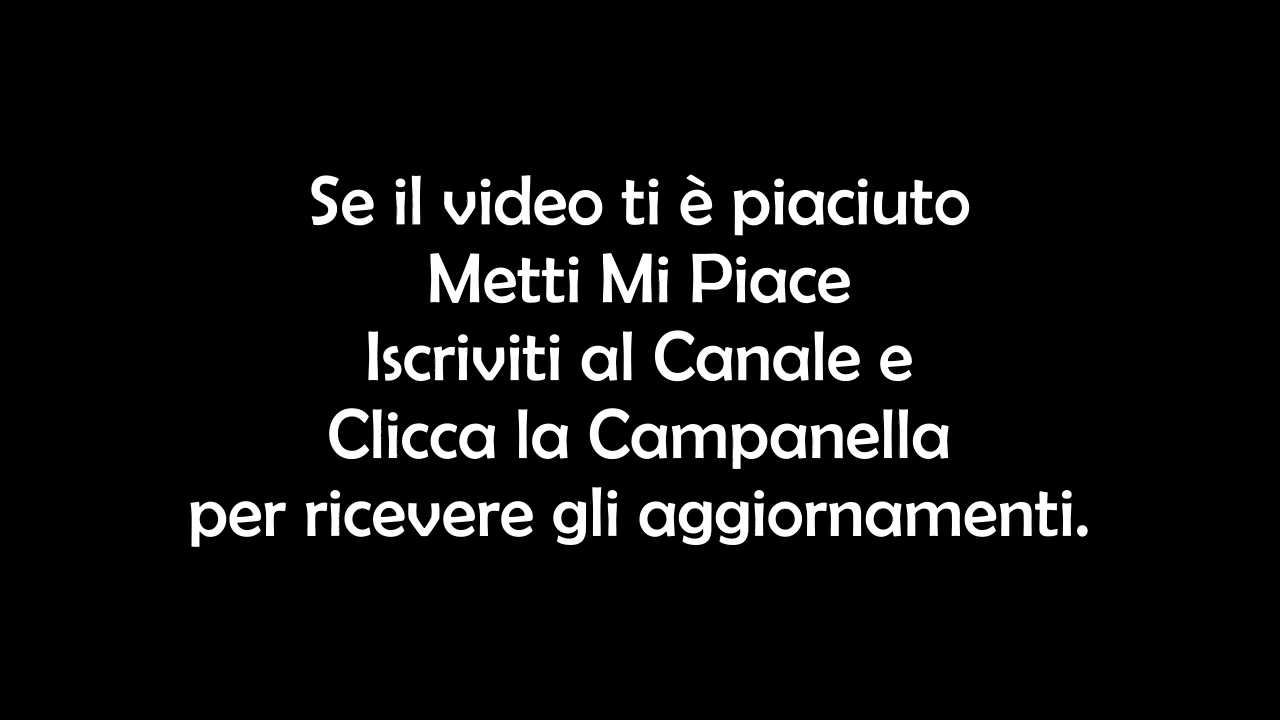 Se il video ti è piaciuto
Metti Mi Piace
Iscriviti al Canale e
Clicca la Campanella
per ricevere gli aggiornamenti.